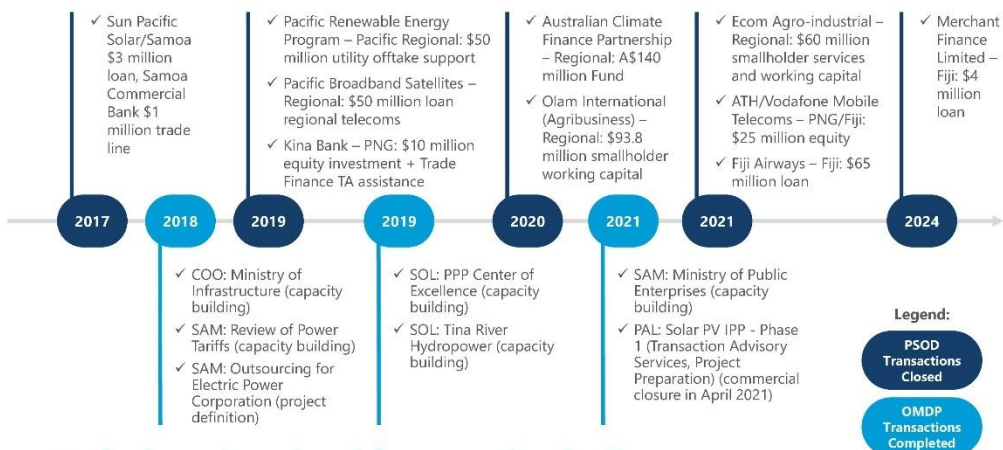 ✓ Sun Pacific
Solar/Samoa
$3 million
loan, Samoa
Commercial
Bank $1
million trade
line
✓ Pacific Renewable Energy
Program – Pacific Regional: $50
million utility offtake support
✓ Pacific Broadband Satellites –
Regional: $50 million loan
regional telecoms
✓ Kina Bank – PNG: $10 million
equity investment + Trade
Finance TA assistance
✓ Australian Climate
Finance Partnership
– Regional: A$140
million Fund
✓ Olam International
(Agribusiness) –
Regional: $93.8
million smallholder
working capital
✓ Ecom Agro-industrial –
Regional: $60 million
smallholder services
and working capital
✓ ATH/Vodafone Mobile
Telecoms – PNG/Fiji:
$25 million equity
✓ Fiji Airways – Fiji: $65
million loan
✓ Merchant
Finance
Limited –
Fiji: $4
million
loan
2017
2018
2019
2019
2020
2021
2021
2024
✓ COO: Ministry of
Infrastructure (capacity
building)
✓ SAM: Review of Power
Tariffs (capacity building)
✓ SAM: Outsourcing for
Electric Power
Corporation (project
definition)
✓ SOL: PPP Center of
Excellence (capacity
building)
✓ SOL: Tina River
Hydropower (capacity
building)
✓ SAM: Ministry of Public
Enterprises (capacity
building)
✓ PAL: Solar PV IPP - Phase
1 (Transaction Advisory
Services, Project
Preparation) (commercial
closure in April 2021)
Legend:
PSOD
Transactions
Closed
OMDP
Transactions
Completed